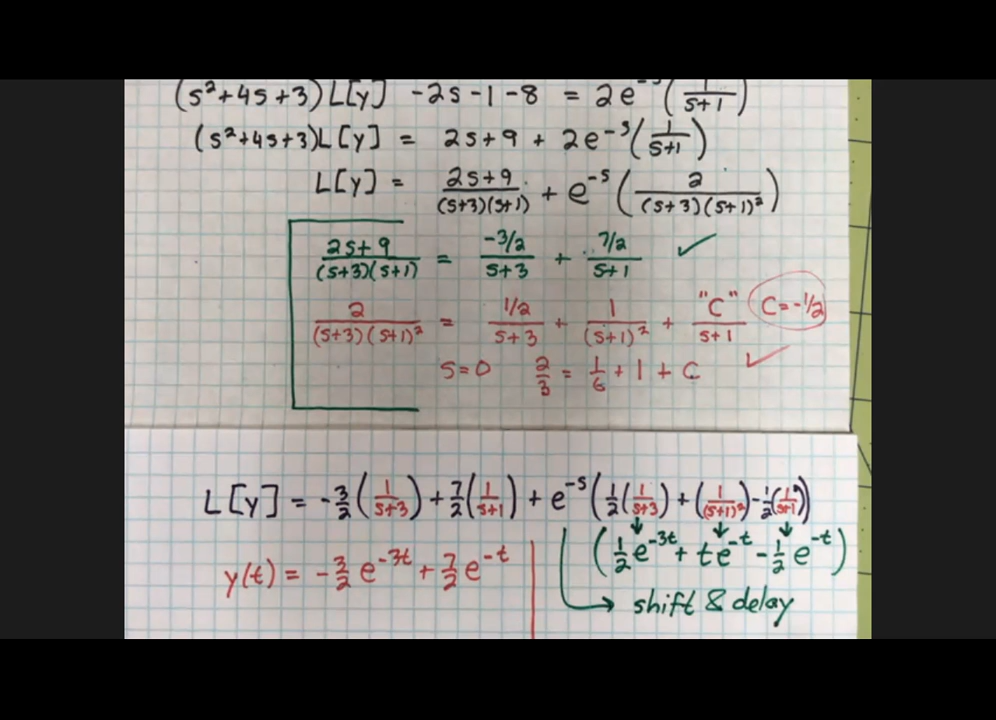 (s²+4s+3)L[y] -2s-1-8 = 2e⁻ˢ(1/(s+1))
(s²+4s+3)L[y] = 2s+9 + 2e⁻ˢ(1/(s+1))
L[y] = (2s+9)/((s+3)(s+1)) + e⁻ˢ(2/((s+3)(s+1)²))
(2s+9)/((s+3)(s+1)) = (-3/2)/(s+3) + (7/2)/(s+1) ✓
2/((s+3)(s+1)²) = (1/2)/(s+3) + 1/(s+1)² + "C"/(s+1) C=-1/2
s=0 2/3 = 1/6 + 1 + C ✓
L[y] = -3/2(1/(s+3)) + 7/2(1/(s+1)) + e⁻ˢ(1/2(1/(s+3)) + (1/(s+1)²) - 1/2(1/(s+1)))
(1/2 e⁻³ᵗ + te⁻ᵗ - 1/2 e⁻ᵗ)
y(t) = -3/2 e⁻³ᵗ + 7/2 e⁻ᵗ
→ shift & delay